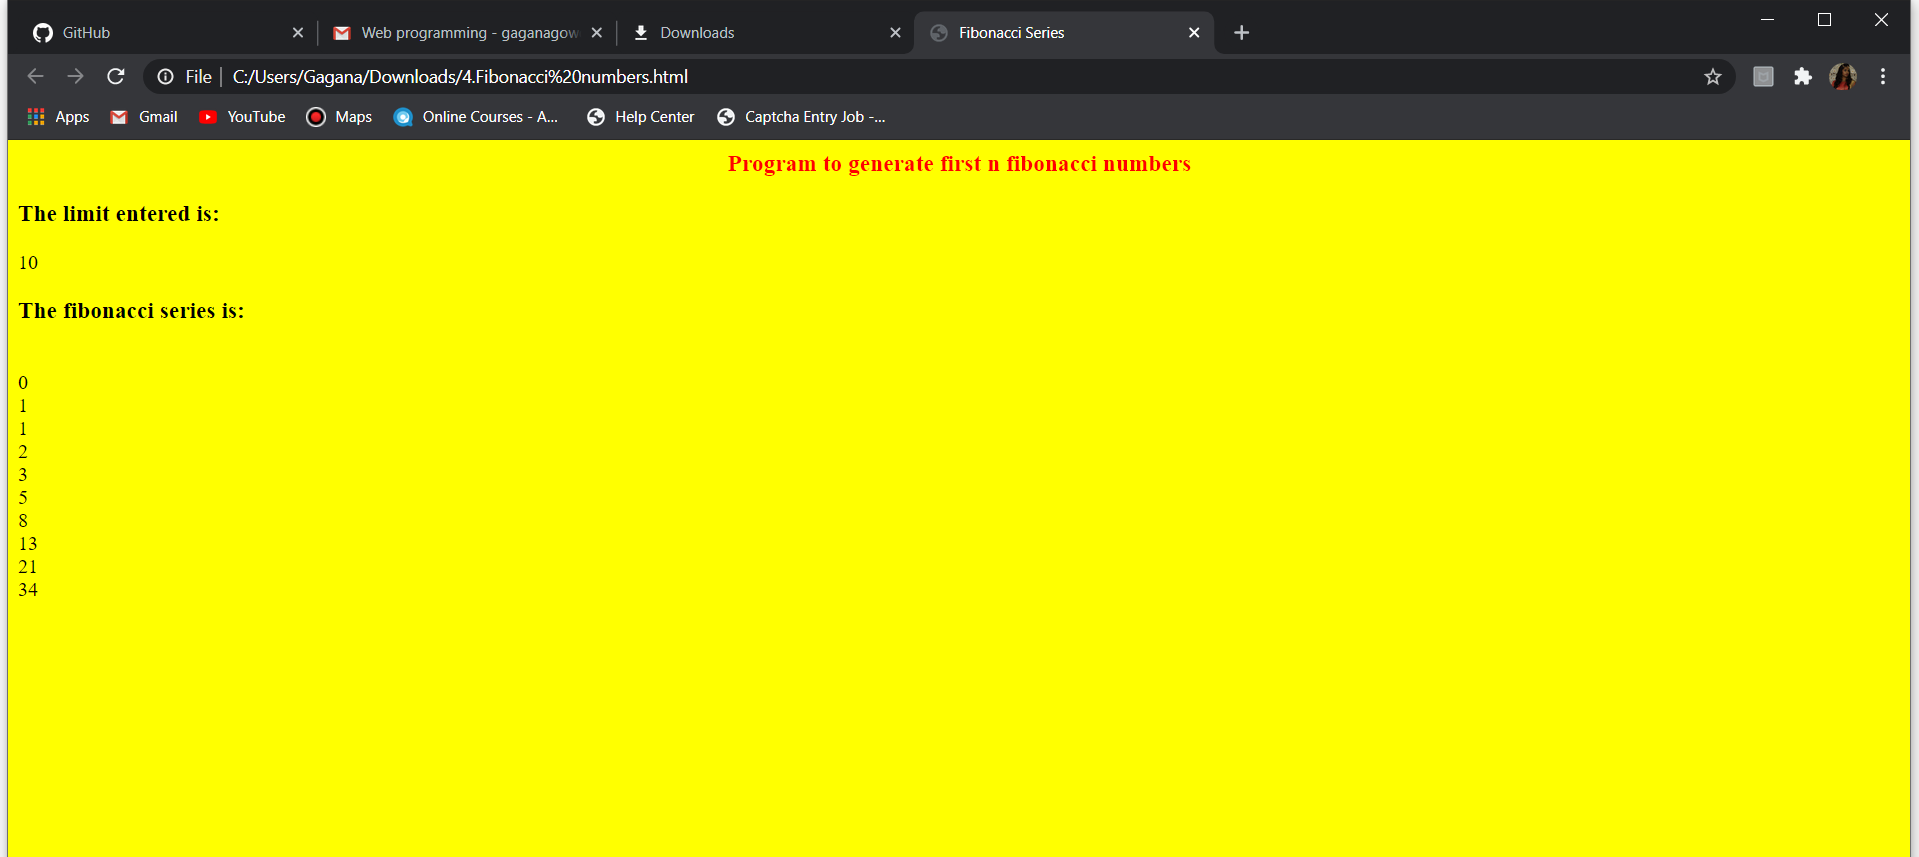 GitHub
Web programming - gaganagow
Downloads
Fibonacci Series
File
C:/Users/Gagana/Downloads/4.Fibonacci%20numbers.html
Apps
Gmail
YouTube
Maps
Online Courses - A...
Help Center
Captcha Entry Job -...
Program to generate first n fibonacci numbers
The limit entered is:
10
The fibonacci series is:
0
1
1
2
3
5
8
13
21
34